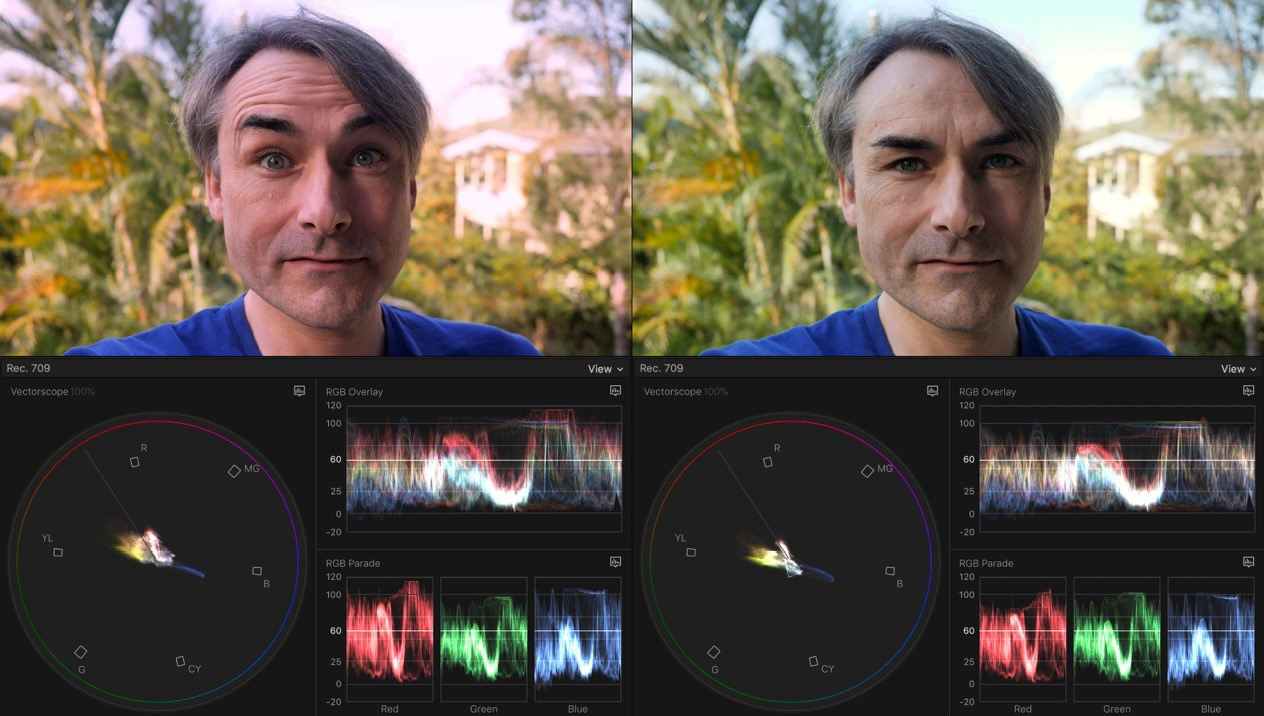 Rec. 709
View
Rec. 709
View
Vectorscope 100%
RGB Overlay
120
100
60
25
0
-20
R
MG
YL
B
G
CY
RGB Parade
120
100
60
25
0
-20
Red
Green
Blue
Vectorscope 100%
RGB Overlay
120
100
60
25
0
-20
R
MG
YL
B
G
CY
RGB Parade
120
100
60
25
0
-20
Red
Green
Blue